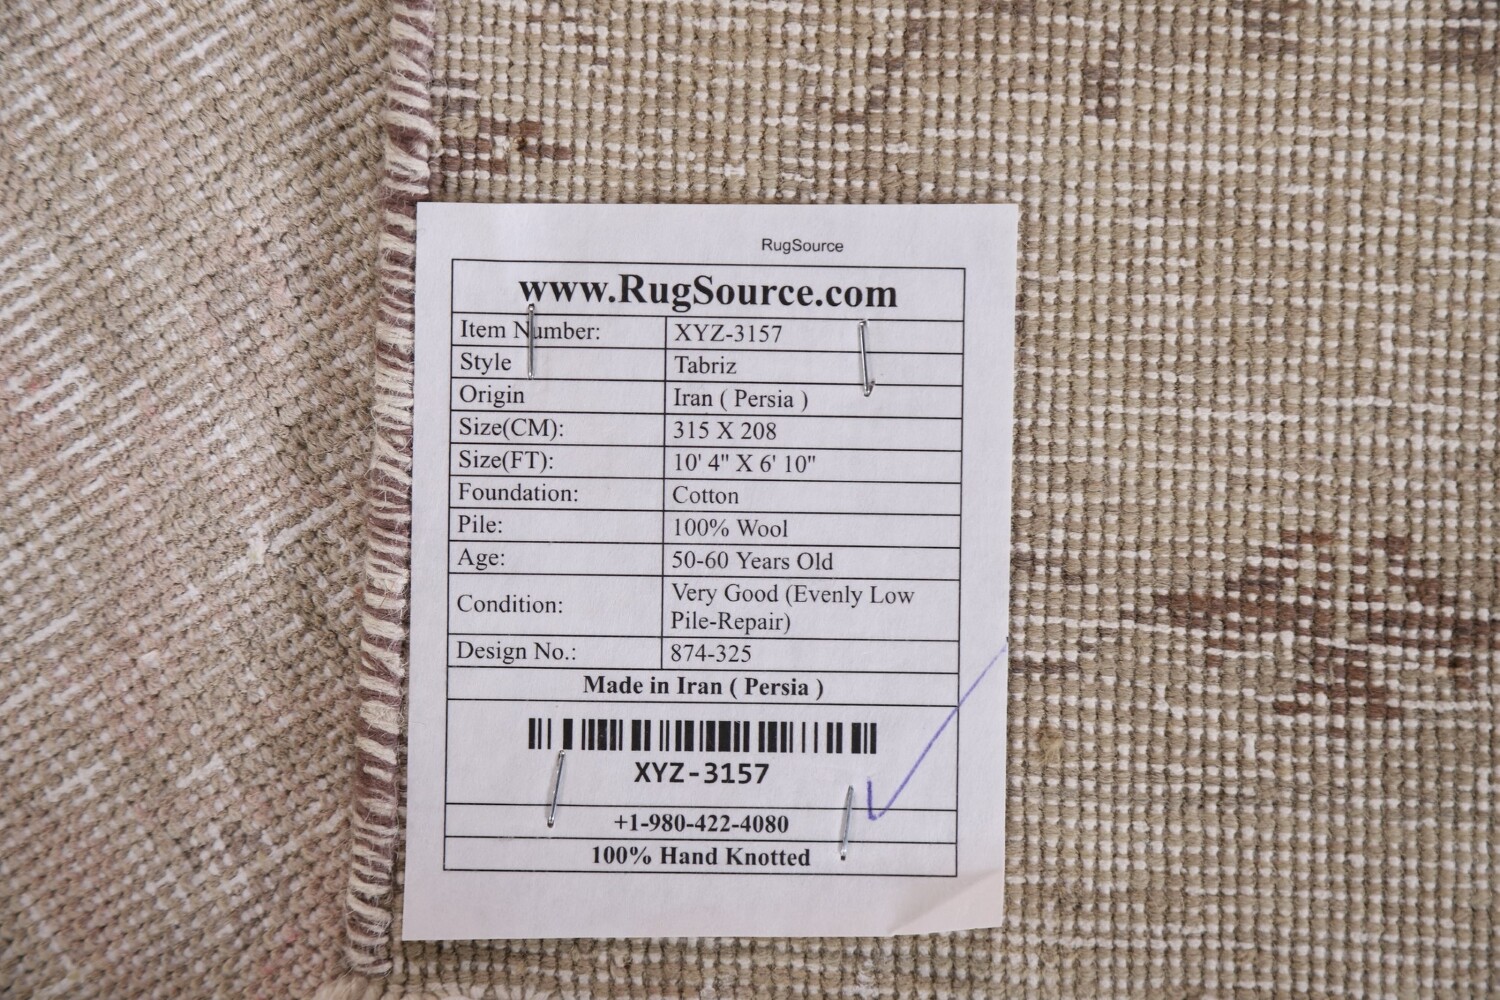 RugSource
www.RugSource.com
Item Number: XYZ-3157
Style Tabriz
Origin Iran ( Persia )
Size(CM): 315 X 208
Size(FT): 10' 4" X 6' 10"
Foundation: Cotton
Pile: 100% Wool
Age: 50-60 Years Old
Condition: Very Good (Evenly Low
Pile-Repair)
Design No.: 874-325
Made in Iran ( Persia )
XYZ-3157
+1-980-422-4080
100% Hand Knotted